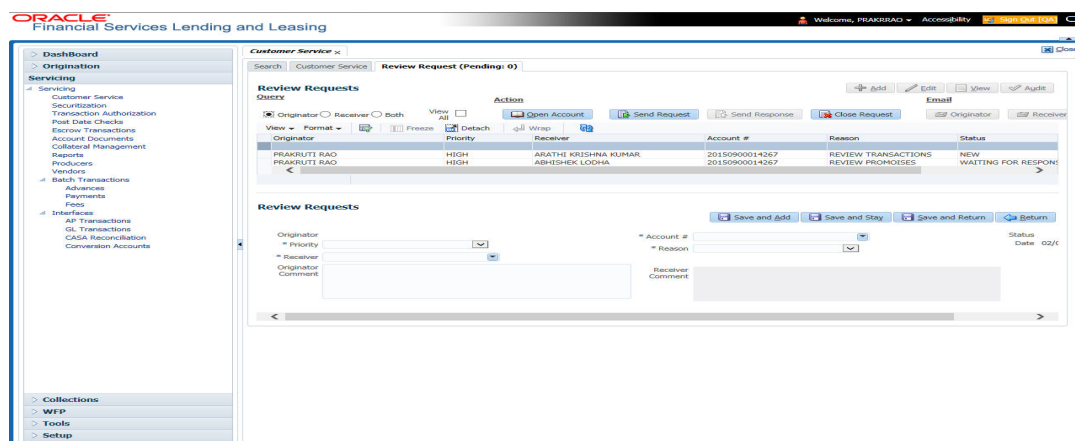 ORACLE
Financial Services Lending and Leasing
Welcome, PRAKRRAO Accessibility Sign Out [QA]
Close
DashBoard
Origination
Servicing
Servicing
Customer Service
Securitization
Transaction Authorization
Post Date Checks
Escrow Transactions
Account Documents
Collateral Management
Reports
Producers
Vendors
Batch Transactions
Advances
Payments
Fees
Interfaces
AP Transactions
GL Transactions
CASA Reconciliation
Conversion Accounts
Collections
WFP
Tools
Setup
Customer Service x
Search Customer Service Review Request (Pending: 0)
Review Requests
Add Edit View Audit
Query Action Email
Originator Receiver Both View All Open Account Send Request Send Response Close Request Originator Receiver
View Format Freeze Detach Wrap
Originator Priority Receiver Account # Reason Status
PRAKRUTI RAO HIGH ARATHI KRISHNA KUMAR 20150900014267 REVIEW TRANSACTIONS NEW
PRAKRUTI RAO HIGH ABHISHEK LODHA 20150900014267 REVIEW PROMOISES WAITING FOR RESPONS
Review Requests
Save and Add Save and Stay Save and Return Return
Originator * Account # Status
* Priority * Reason Date 02/0
* Receiver
Originator Comment Receiver Comment